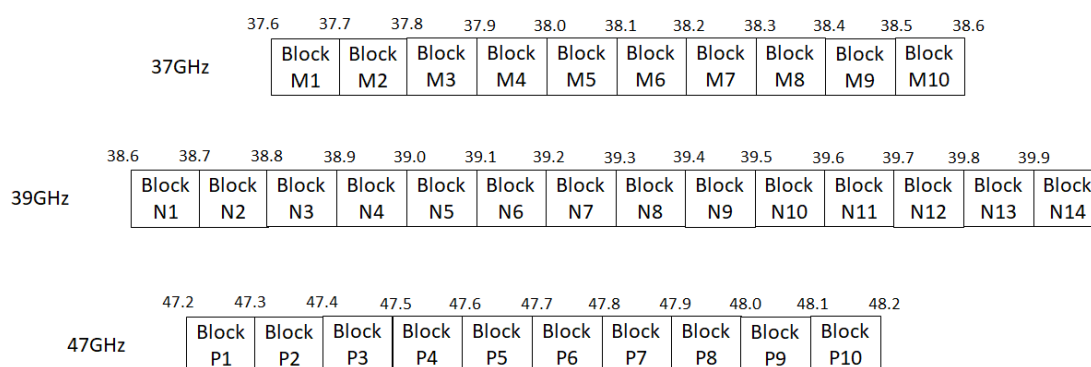 37.6 37.7 37.8 37.9 38.0 38.1 38.2 38.3 38.4 38.5 38.6
37GHz
Block Block Block Block Block Block Block Block Block Block
M1 M2 M3 M4 M5 M6 M7 M8 M9 M10
38.6 38.7 38.8 38.9 39.0 39.1 39.2 39.3 39.4 39.5 39.6 39.7 39.8 39.9
39GHz
Block Block Block Block Block Block Block Block Block Block Block Block Block Block
N1 N2 N3 N4 N5 N6 N7 N8 N9 N10 N11 N12 N13 N14
47.2 47.3 47.4 47.5 47.6 47.7 47.8 47.9 48.0 48.1 48.2
47GHz
Block Block Block Block Block Block Block Block Block Block
P1 P2 P3 P4 P5 P6 P7 P8 P9 P10